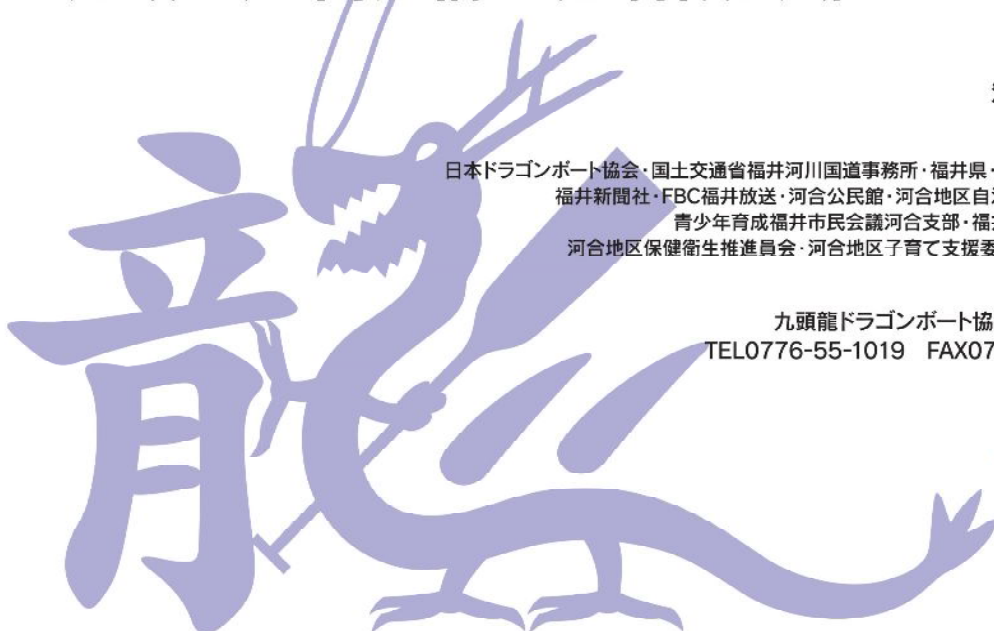 日本ドラゴンボート協会・国土交通省福井河川国道事務所・福井県・
福井新聞社・FBC福井放送・河合公民館・河合地区自
青少年育成福井市民会議河合支部・福
河合地区保健衛生推進員会・河合地区子育て支援委
九頭龍ドラゴンボート協
TEL0776-55-1019 FAX07
龍